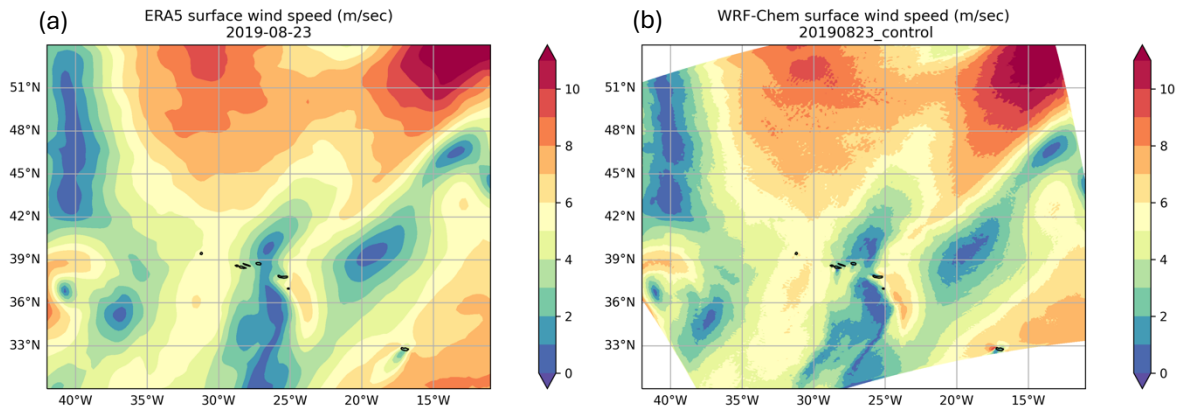 (a)
ERA5 surface wind speed (m/sec)
2019-08-23
51°N
48°N
45°N
42°N
39°N
36°N
33°N
40°W 35°W 30°W 25°W 20°W 15°W
10
8
6
4
2
0
(b)
WRF-Chem surface wind speed (m/sec)
20190823_control
51°N
48°N
45°N
42°N
39°N
36°N
33°N
40°W 35°W 30°W 25°W 20°W 15°W
10
8
6
4
2
0